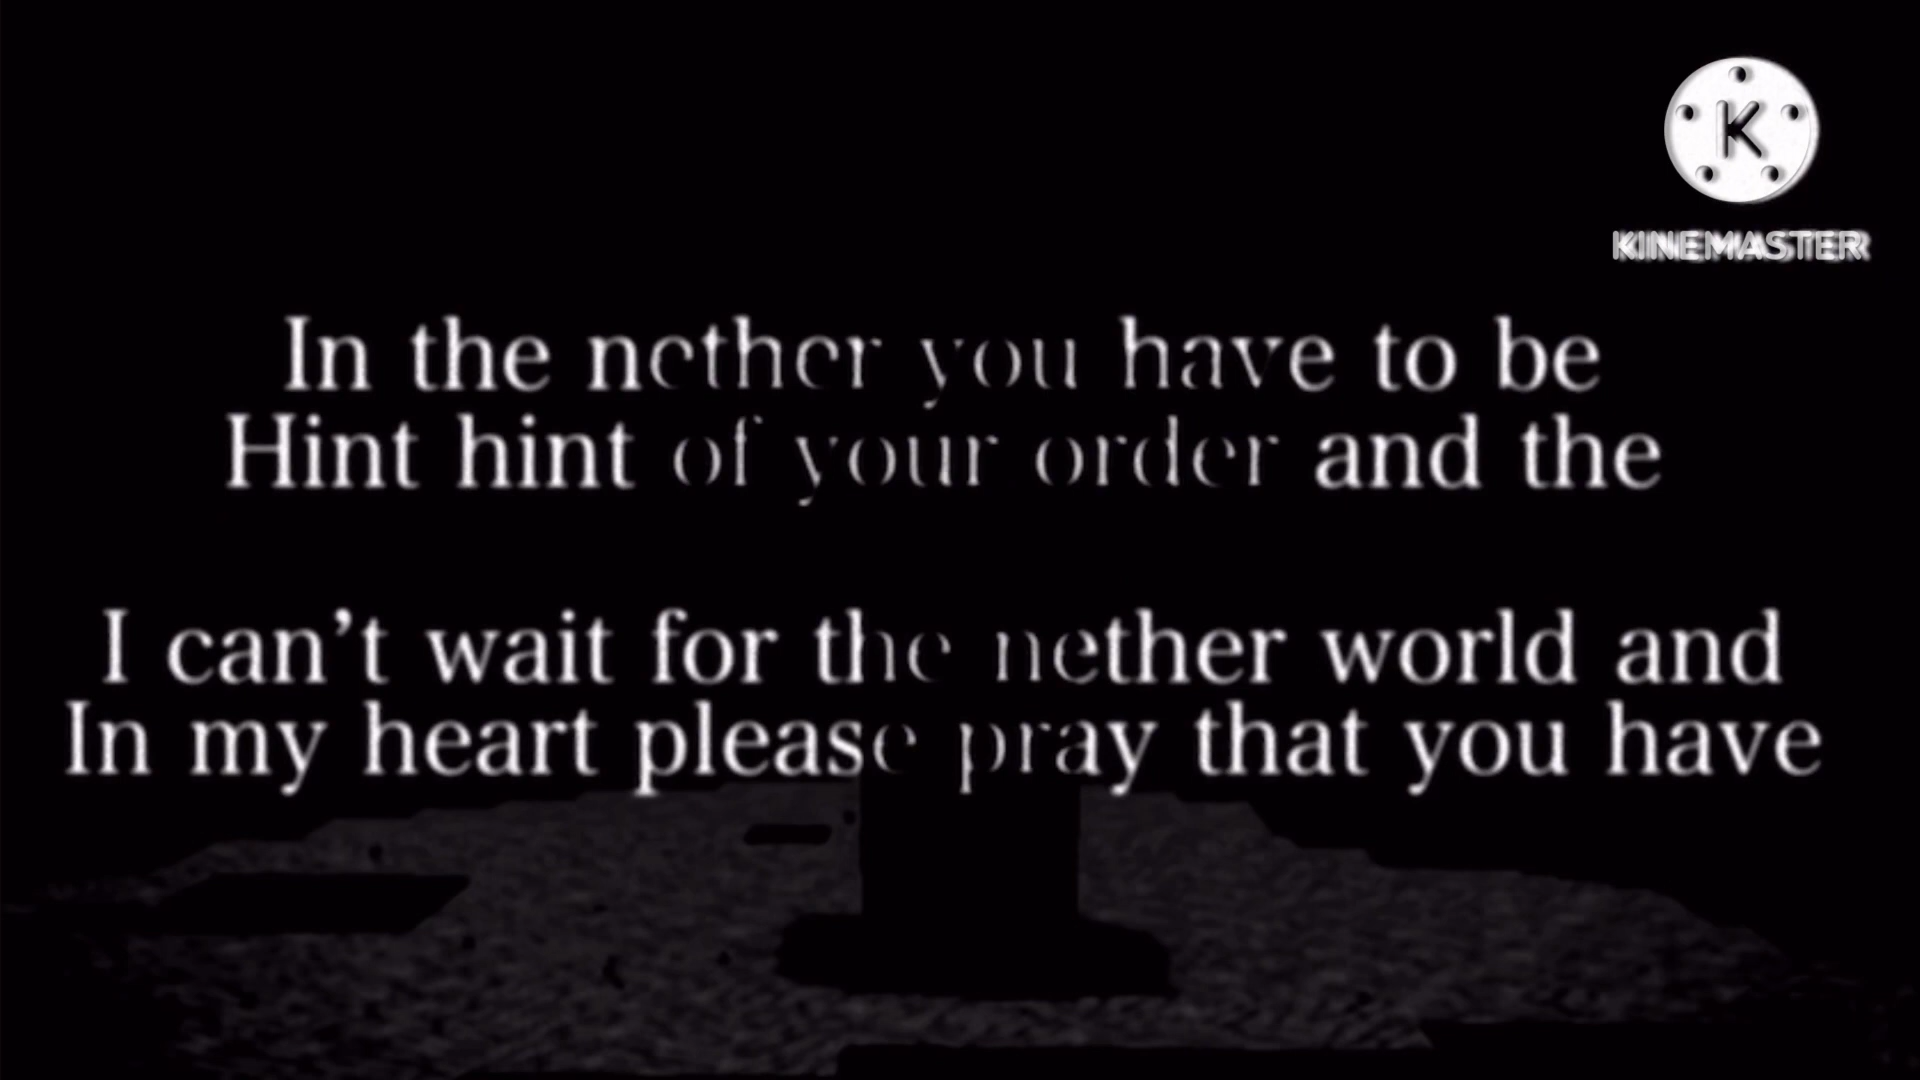 K
KINEMASTER
In the nether you have to be
Hint hint of your order and the
I can’t wait for the nether world and
In my heart please pray that you have